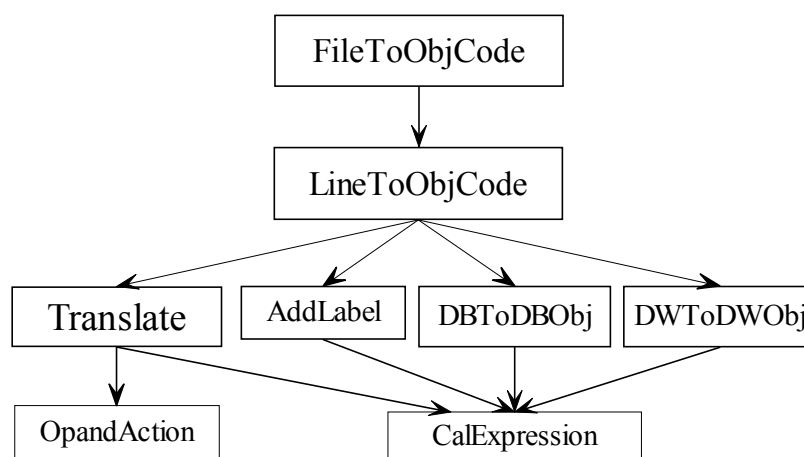 FileToObjCode
LineToObjCode
Translate
AddLabel
DBToDBObj
DWToDWObj
OpandAction
CalExpression